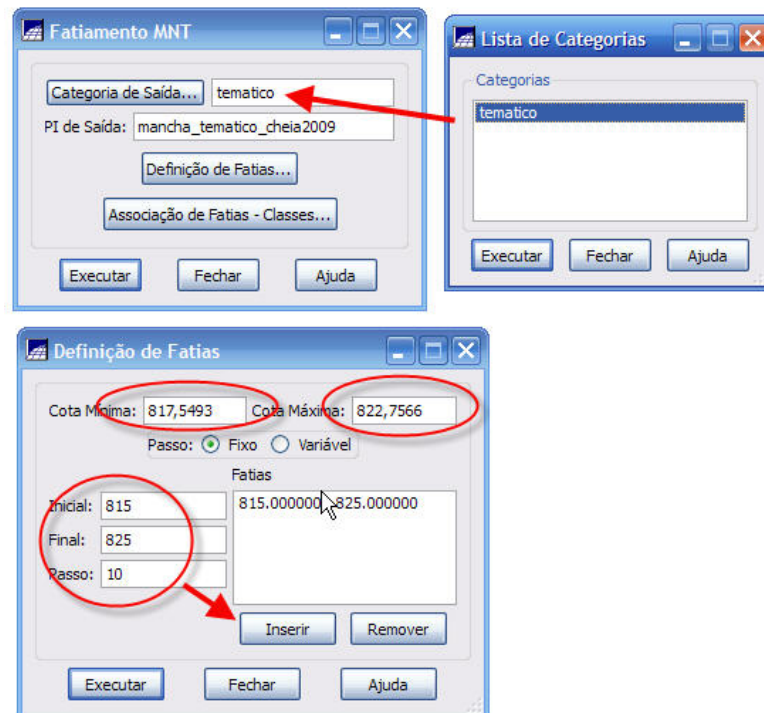 Fatiamento MNT
Categoria de Saída... tematico
PI de Saída: mancha_tematico_cheia2009
Definição de Fatias...
Associação de Fatias - Classes...
Executar Fechar Ajuda
Lista de Categorias
Categorias
tematico
Executar Fechar Ajuda
Definição de Fatias
Cota Mínima: 817,5493 Cota Máxima: 822,7566
Passo: Fixo Variável
Fatias
Inicial: 815
Final: 825
Passo: 10
815.000000 825.000000
Inserir Remover
Executar Fechar Ajuda